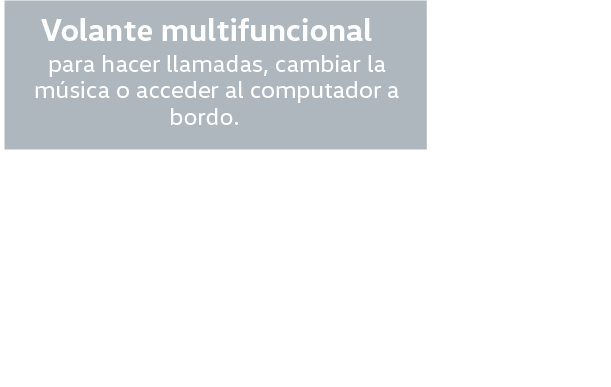 Volante multifuncional
para hacer llamadas, cambiar la
música o acceder al computador a
bordo.